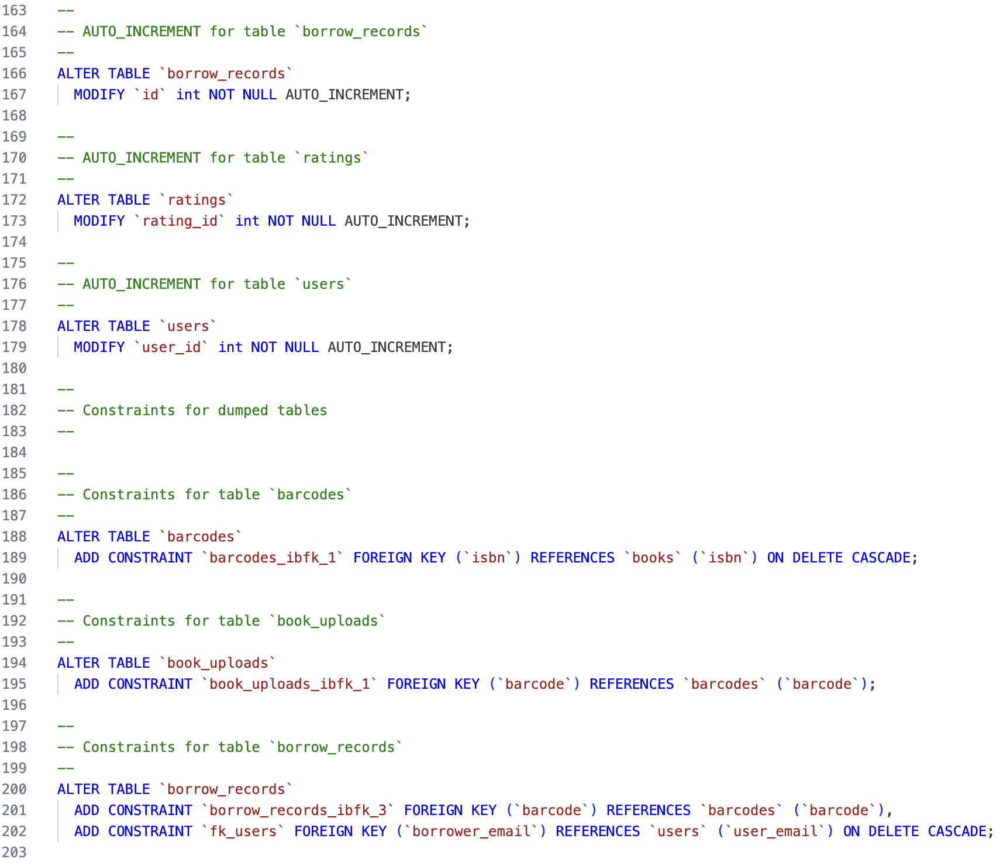 163 --
164 -- AUTO_INCREMENT for table `borrow_records`
165 --
166 ALTER TABLE `borrow_records`
167 MODIFY `id` int NOT NULL AUTO_INCREMENT;
168
169 --
170 -- AUTO_INCREMENT for table `ratings`
171 --
172 ALTER TABLE `ratings`
173 MODIFY `rating_id` int NOT NULL AUTO_INCREMENT;
174
175 --
176 -- AUTO_INCREMENT for table `users`
177 --
178 ALTER TABLE `users`
179 MODIFY `user_id` int NOT NULL AUTO_INCREMENT;
180
181 --
182 -- Constraints for dumped tables
183 --
184
185 --
186 -- Constraints for table `barcodes`
187 --
188 ALTER TABLE `barcodes`
189 ADD CONSTRAINT `barcodes_ibfk_1` FOREIGN KEY (`isbn`) REFERENCES `books` (`isbn`) ON DELETE CASCADE;
190
191 --
192 -- Constraints for table `book_uploads`
193 --
194 ALTER TABLE `book_uploads`
195 ADD CONSTRAINT `book_uploads_ibfk_1` FOREIGN KEY (`barcode`) REFERENCES `barcodes` (`barcode`);
196
197 --
198 -- Constraints for table `borrow_records`
199 --
200 ALTER TABLE `borrow_records`
201 ADD CONSTRAINT `borrow_records_ibfk_3` FOREIGN KEY (`barcode`) REFERENCES `barcodes` (`barcode`),
202 ADD CONSTRAINT `fk_users` FOREIGN KEY (`borrower_email`) REFERENCES `users` (`user_email`) ON DELETE CASCADE;
203